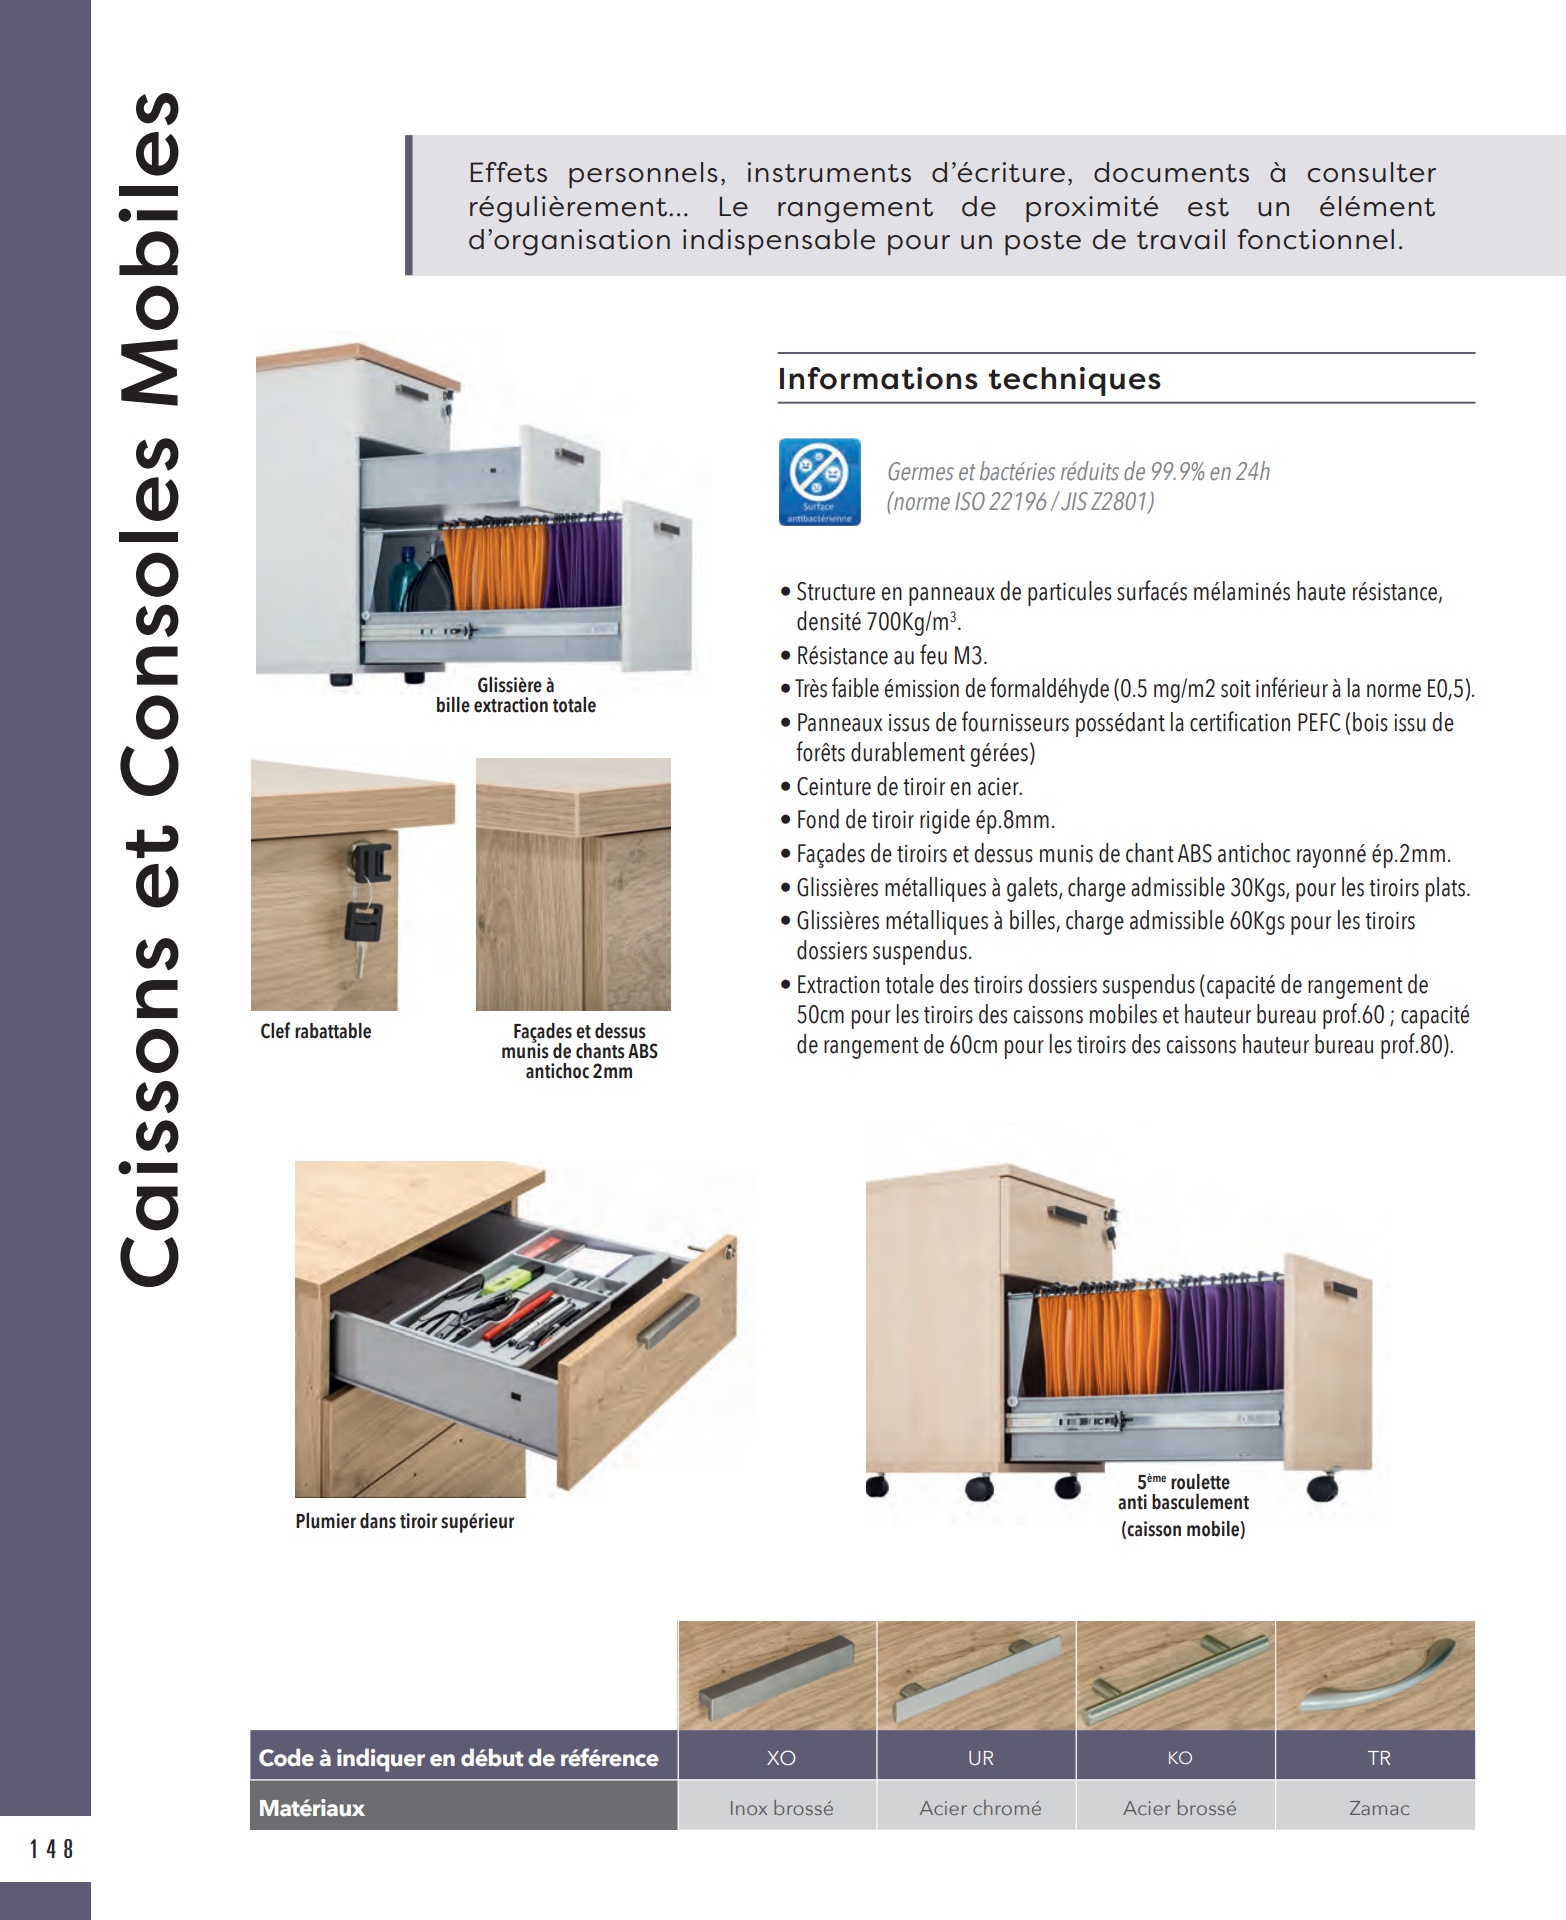 Caissons et Consoles Mobiles
Effets personnels, instruments d’écriture, documents à consulter
régulièrement... Le rangement de proximité est un élément
d’organisation indispensable pour un poste de travail fonctionnel.
Glissière à
bille extraction totale
Clef rabattable
Façades et dessus
munis de chants ABS
antichoc 2mm
Informations techniques
Surface
antibactérienne
Germes et bactéries réduits de 99.9% en 24h
(norme ISO 22196 / JIS Z2801)
• Structure en panneaux de particules surfacés mélaminés haute résistance,
densité 700Kg/m³.
• Résistance au feu M3.
• Très faible émission de formaldéhyde (0.5 mg/m2 soit inférieur à la norme E0,5).
• Panneaux issus de fournisseurs possédant la certification PEFC (bois issu de
forêts durablement gérées)
• Ceinture de tiroir en acier.
• Fond de tiroir rigide ép.8mm.
• Façades de tiroirs et dessus munis de chant ABS antichoc rayonné ép.2mm.
• Glissières métalliques à galets, charge admissible 30Kgs, pour les tiroirs plats.
• Glissières métalliques à billes, charge admissible 60Kgs pour les tiroirs
dossiers suspendus.
• Extraction totale des tiroirs dossiers suspendus (capacité de rangement de
50cm pour les tiroirs des caissons mobiles et hauteur bureau prof.60 ; capacité
de rangement de 60cm pour les tiroirs des caissons hauteur bureau prof.80).
Plumier dans tiroir supérieur
5ème roulette
anti basculement
(caisson mobile)
Code à indiquer en début de référence XO UR KO TR
Matériaux Inox brossé Acier chromé Acier brossé Zamac
148